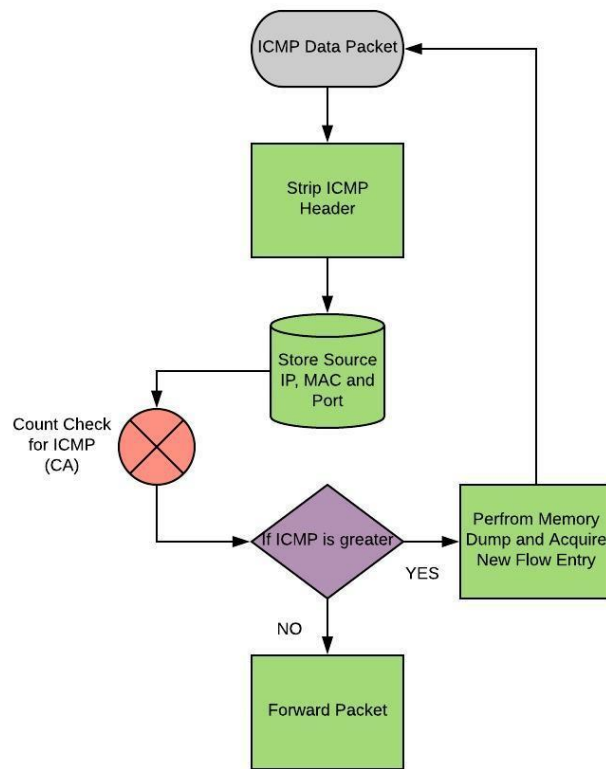 ICMP Data Packet
Strip ICMP
Header
Store Source
IP, MAC and
Port
Count Check
for ICMP
(CA)
If ICMP is greater
YES
Perfrom Memory
Dump and Acquire
New Flow Entry
NO
Forward Packet